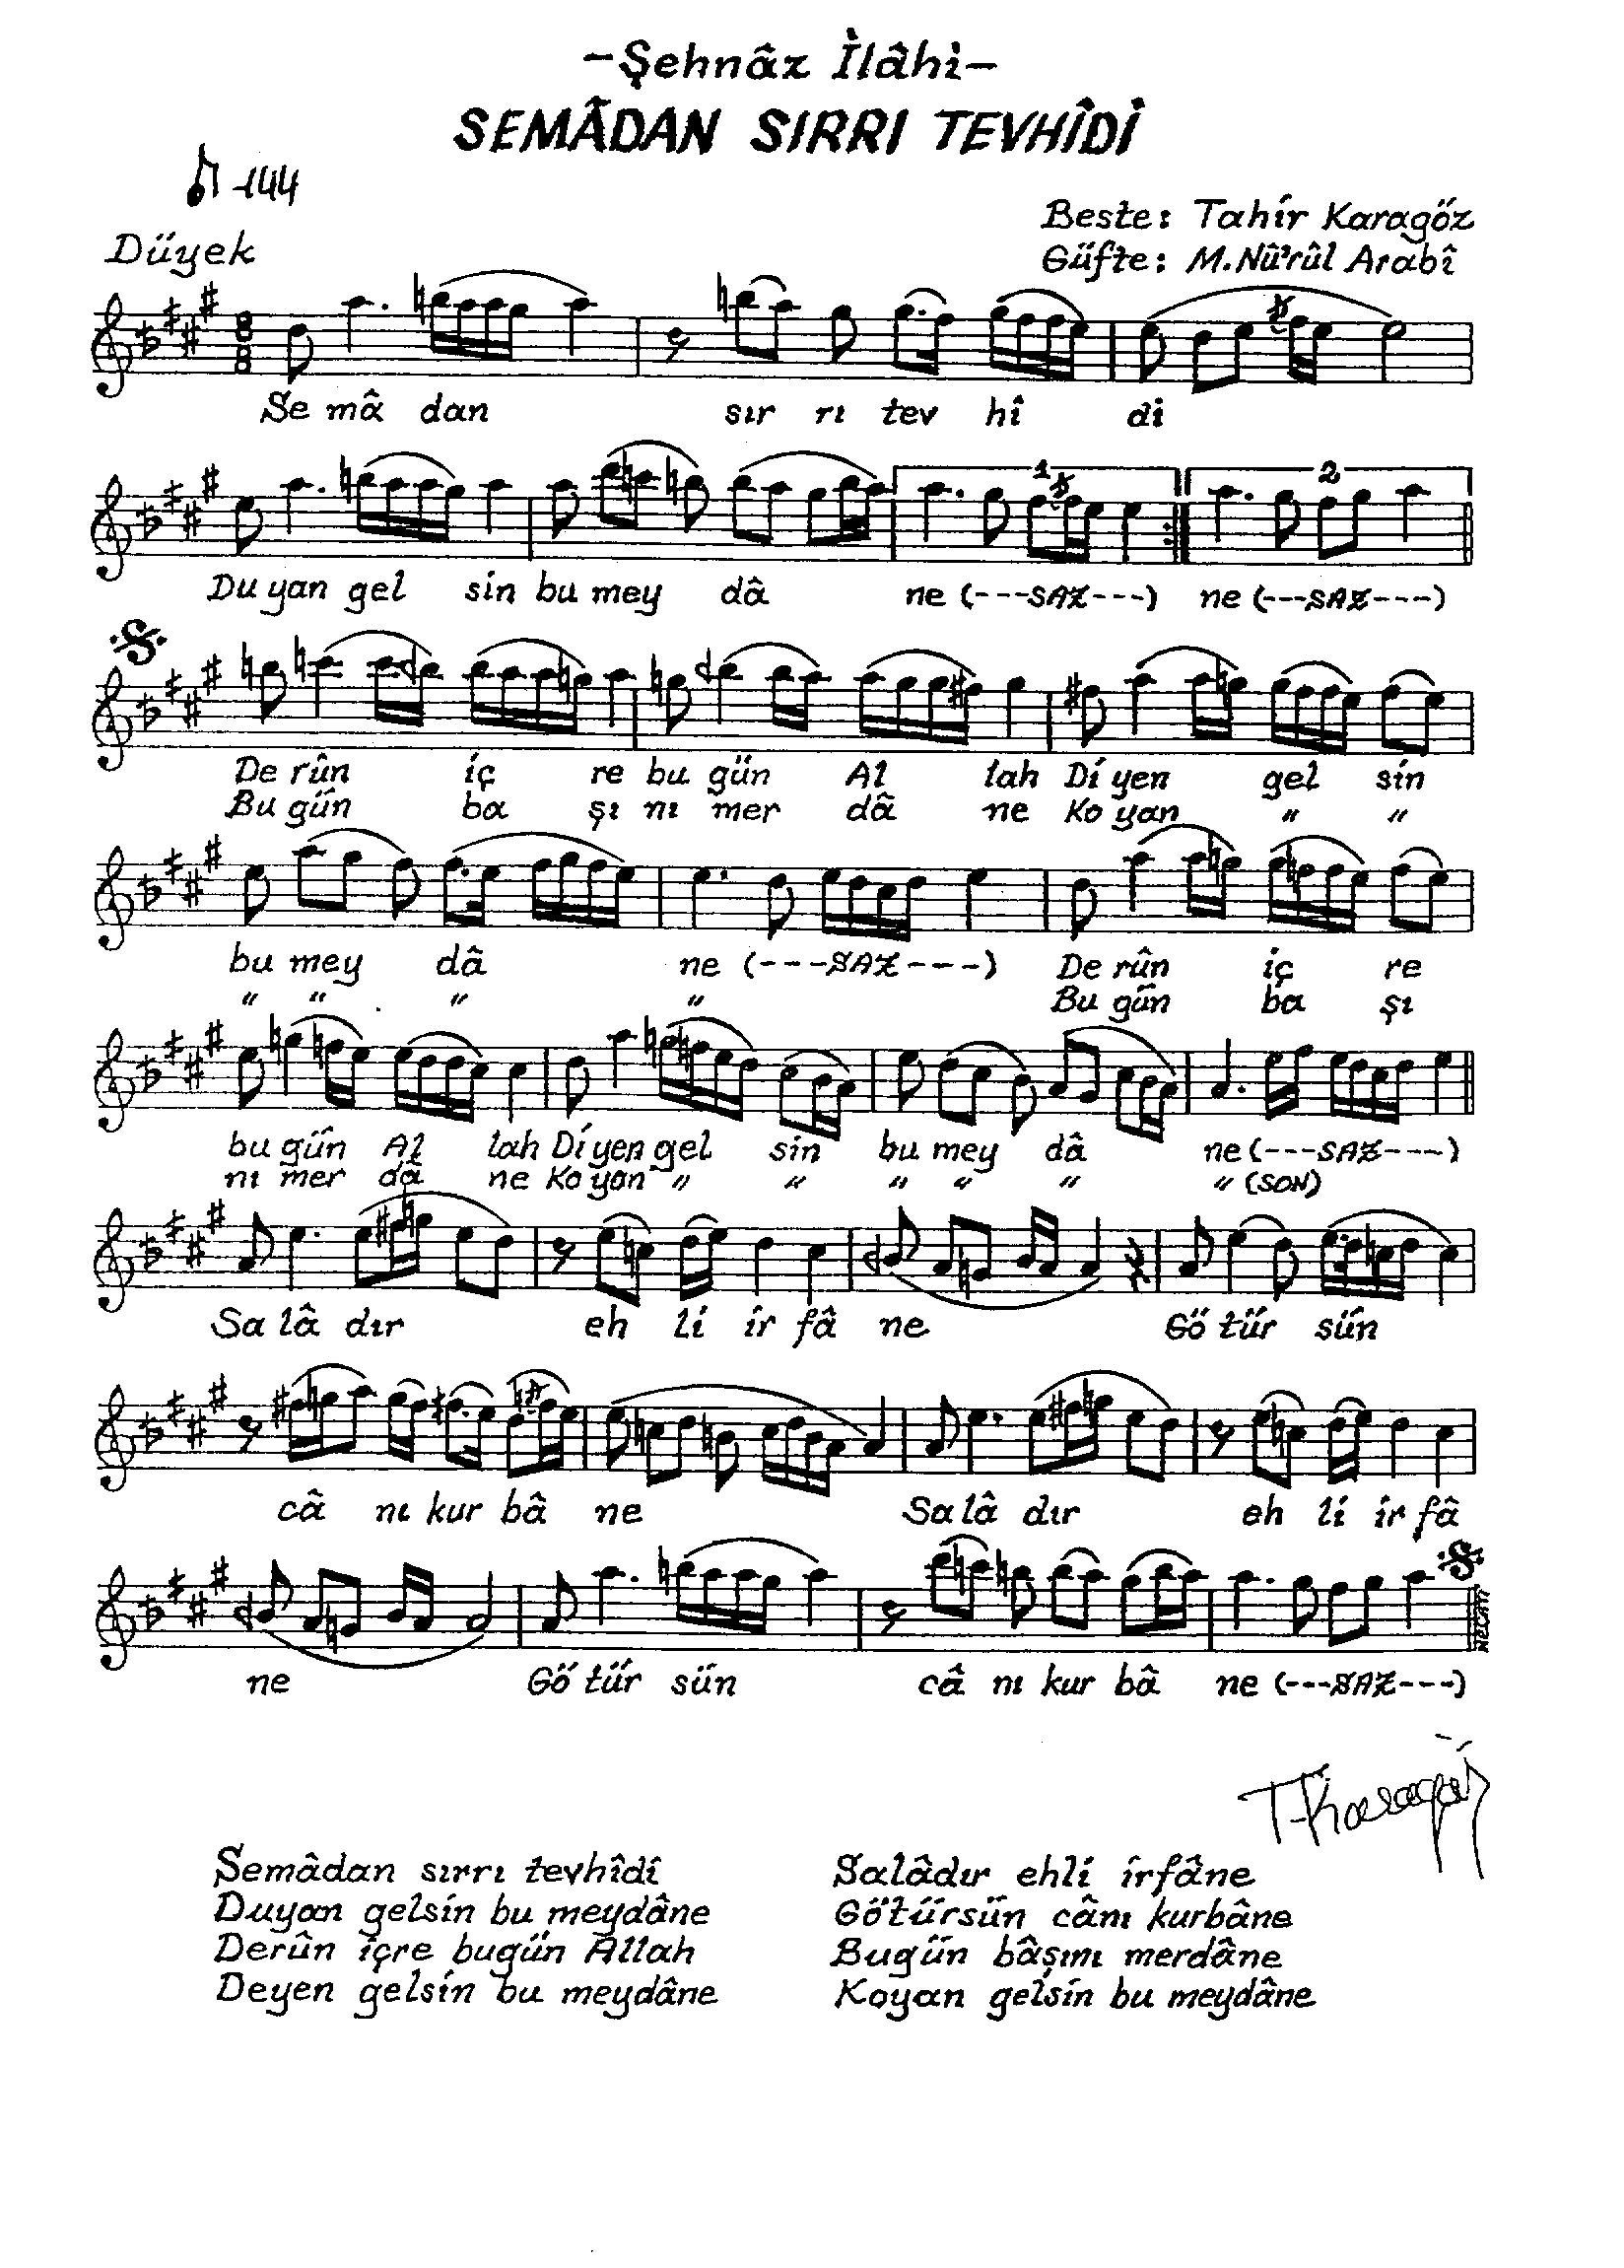 -Şehnâz İlâhi-
SEMÂDAN SIRRI TEVHÎDİ
♪-144
Beste: Tahir Karagöz
Düyek
Güfte: M.Nû'rûl Arabî
8
8
Se mâ dan sır rı tev hî di
1 2
Du yan gel sin bu mey dâ ne (---SAZ---) ne (---SAZ---)
De rûn iç re bu gün Al lah Di yen gel sin
Bu gün ba şı nı mer dâ ne Ko yan " "
bu mey dâ ne (---SAZ---) De rûn iç re
" " " " Bu gün ba şı
bu gün Al lah Di yen gel sin bu mey dâ ne (---SAZ---)
nı mer dâ ne Ko yan " " " " " " (SON)
Sa lâ dır eh li ir fâ ne Gö tür sün
câ nı kur bâ ne Sa lâ dır eh li ir fâ
ne Gö tür sün câ nı kur bâ ne (---SAZ---)
NECATİ
T.Karagöz
Semâdan sırrı tevhîdi
Duyan gelsin bu meydâne
Derûn içre bugün Allah
Deyen gelsin bu meydâne
Salâdır ehli irfâne
Götürsün cânı kurbâne
Bugün bâşını merdâne
Koyan gelsin bu meydâne